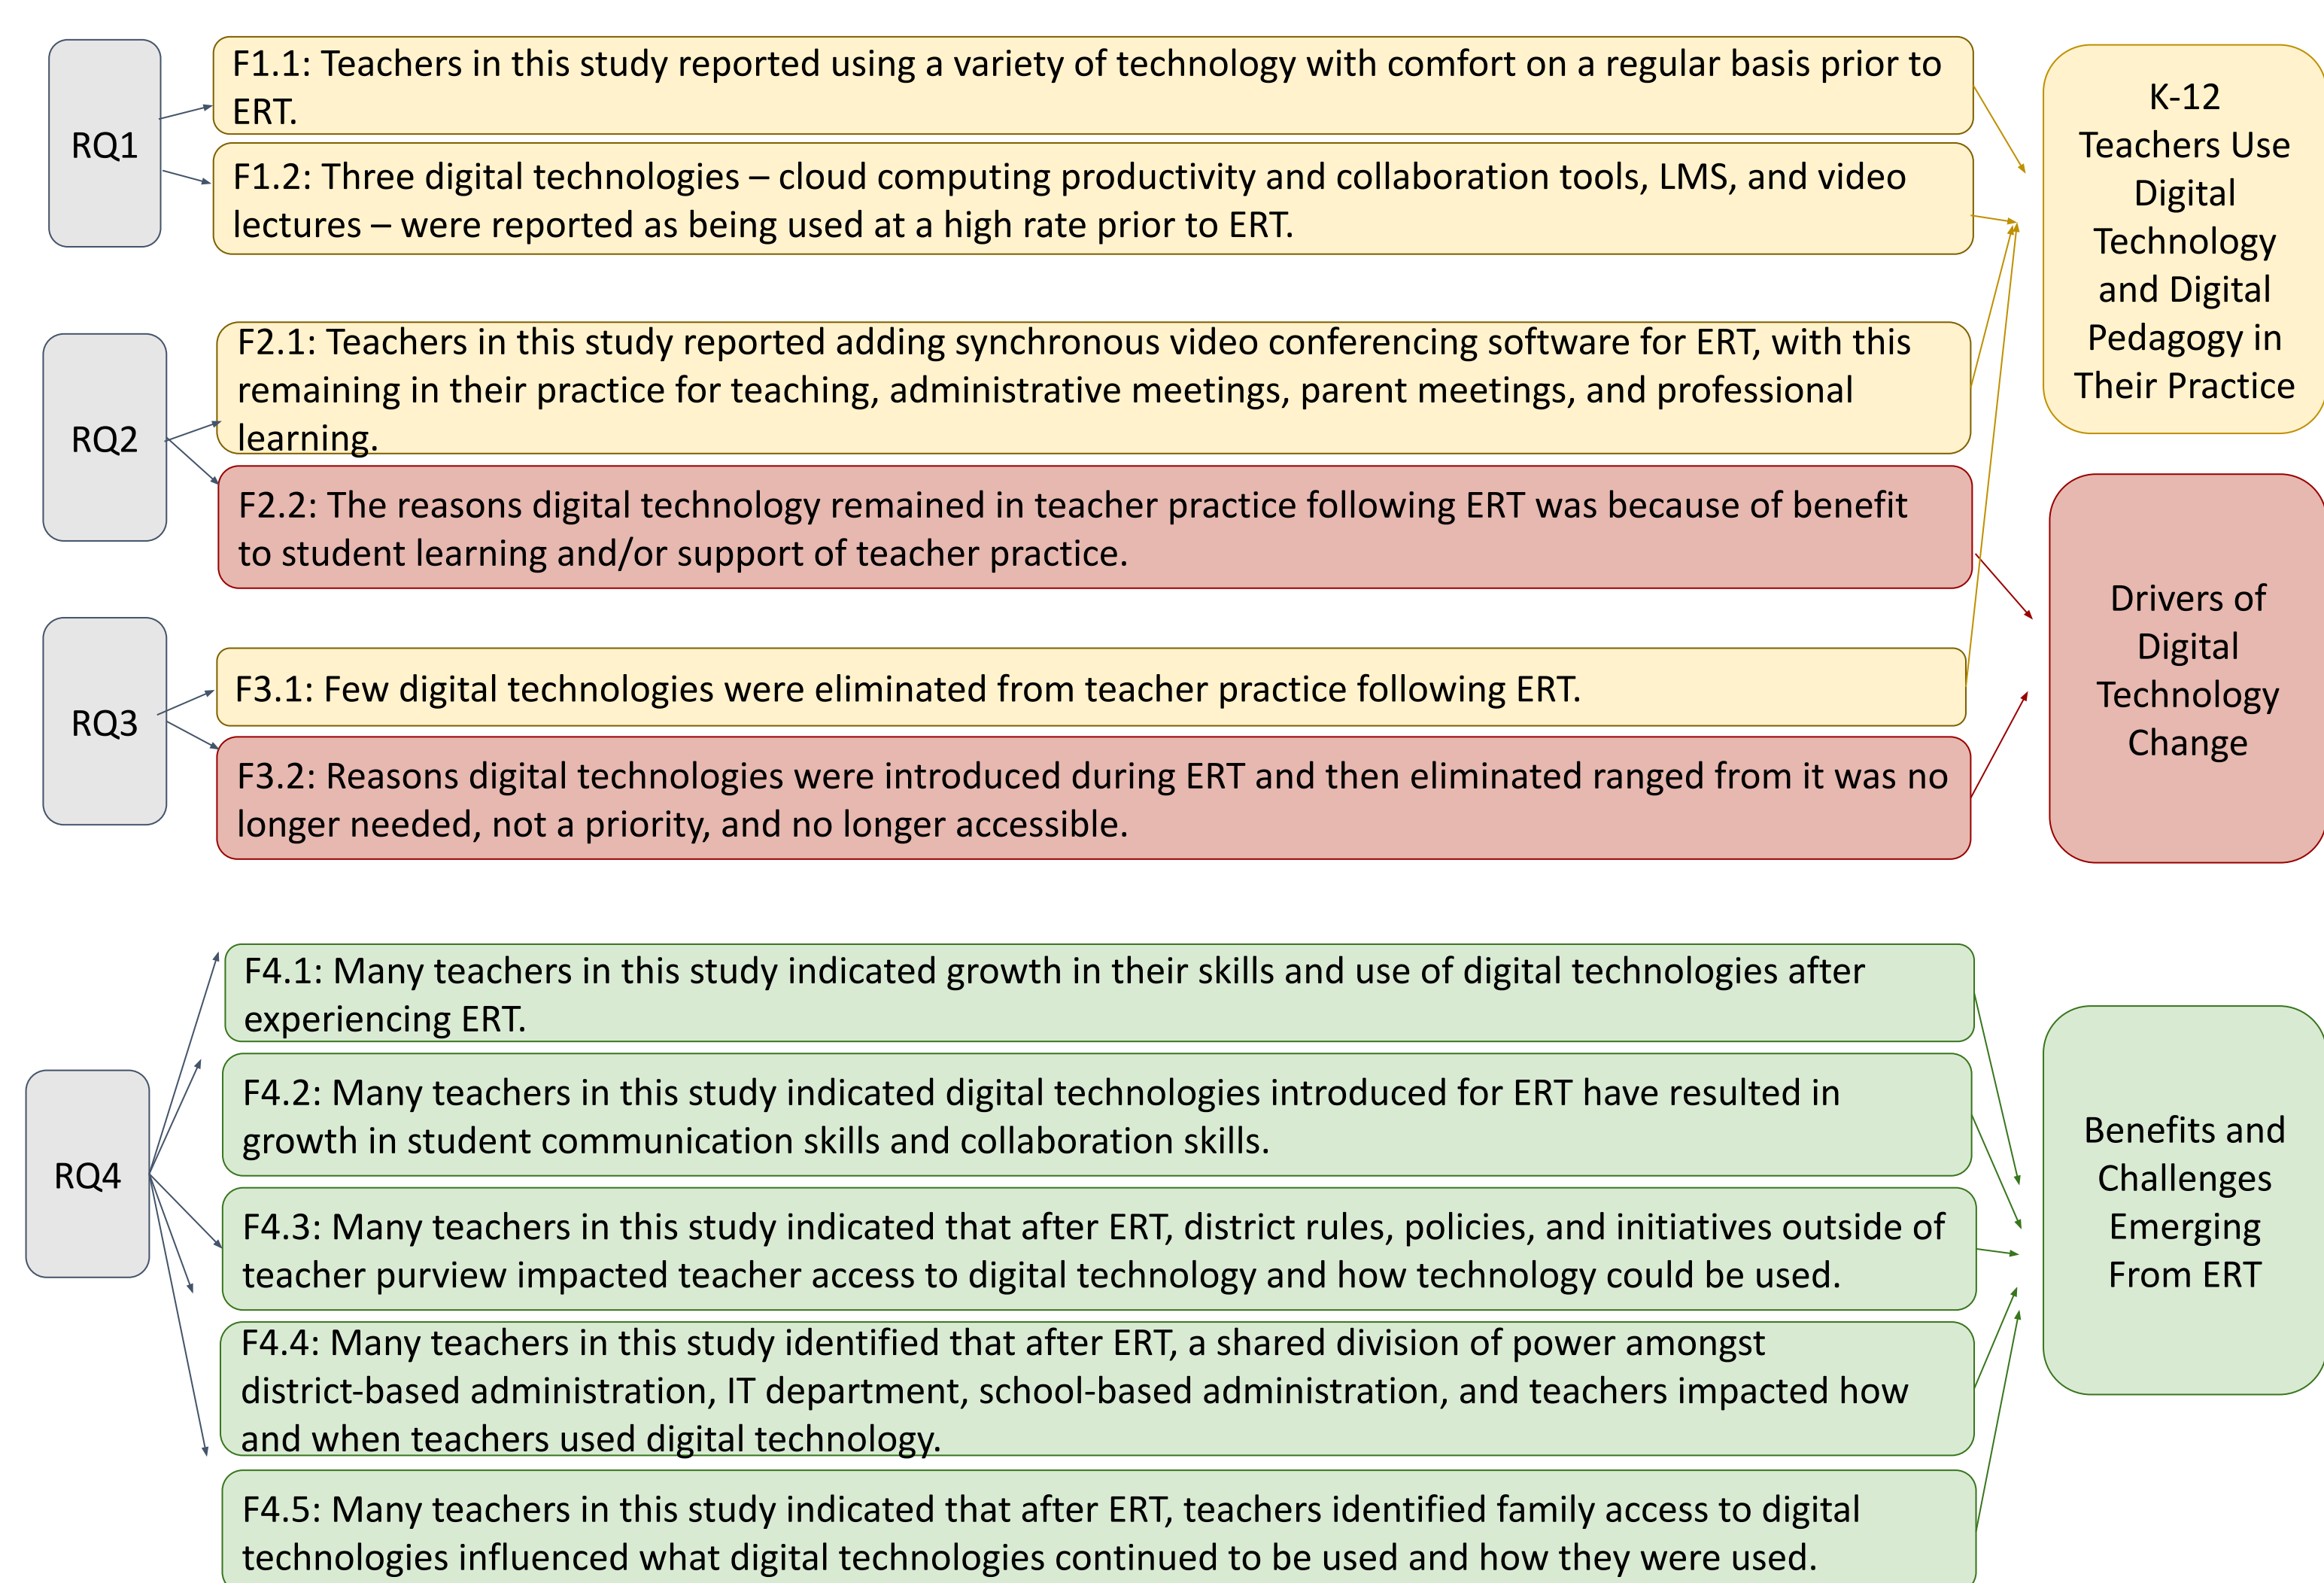 RQ1
F1.1: Teachers in this study reported using a variety of technology with comfort on a regular basis prior to
ERT.
F1.2: Three digital technologies – cloud computing productivity and collaboration tools, LMS, and video
lectures – were reported as being used at a high rate prior to ERT.
K-12
Teachers Use
Digital
Technology
and Digital
Pedagogy in
Their Practice
RQ2
F2.1: Teachers in this study reported adding synchronous video conferencing software for ERT, with this
remaining in their practice for teaching, administrative meetings, parent meetings, and professional
learning.
F2.2: The reasons digital technology remained in teacher practice following ERT was because of benefit
to student learning and/or support of teacher practice.
RQ3
F3.1: Few digital technologies were eliminated from teacher practice following ERT.
F3.2: Reasons digital technologies were introduced during ERT and then eliminated ranged from it was no
longer needed, not a priority, and no longer accessible.
Drivers of
Digital
Technology
Change
RQ4
F4.1: Many teachers in this study indicated growth in their skills and use of digital technologies after
experiencing ERT.
F4.2: Many teachers in this study indicated digital technologies introduced for ERT have resulted in
growth in student communication skills and collaboration skills.
F4.3: Many teachers in this study indicated that after ERT, district rules, policies, and initiatives outside of
teacher purview impacted teacher access to digital technology and how technology could be used.
F4.4: Many teachers in this study identified that after ERT, a shared division of power amongst
district-based administration, IT department, school-based administration, and teachers impacted how
and when teachers used digital technology.
F4.5: Many teachers in this study indicated that after ERT, teachers identified family access to digital
technologies influenced what digital technologies continued to be used and how they were used.
Benefits and
Challenges
Emerging
From ERT